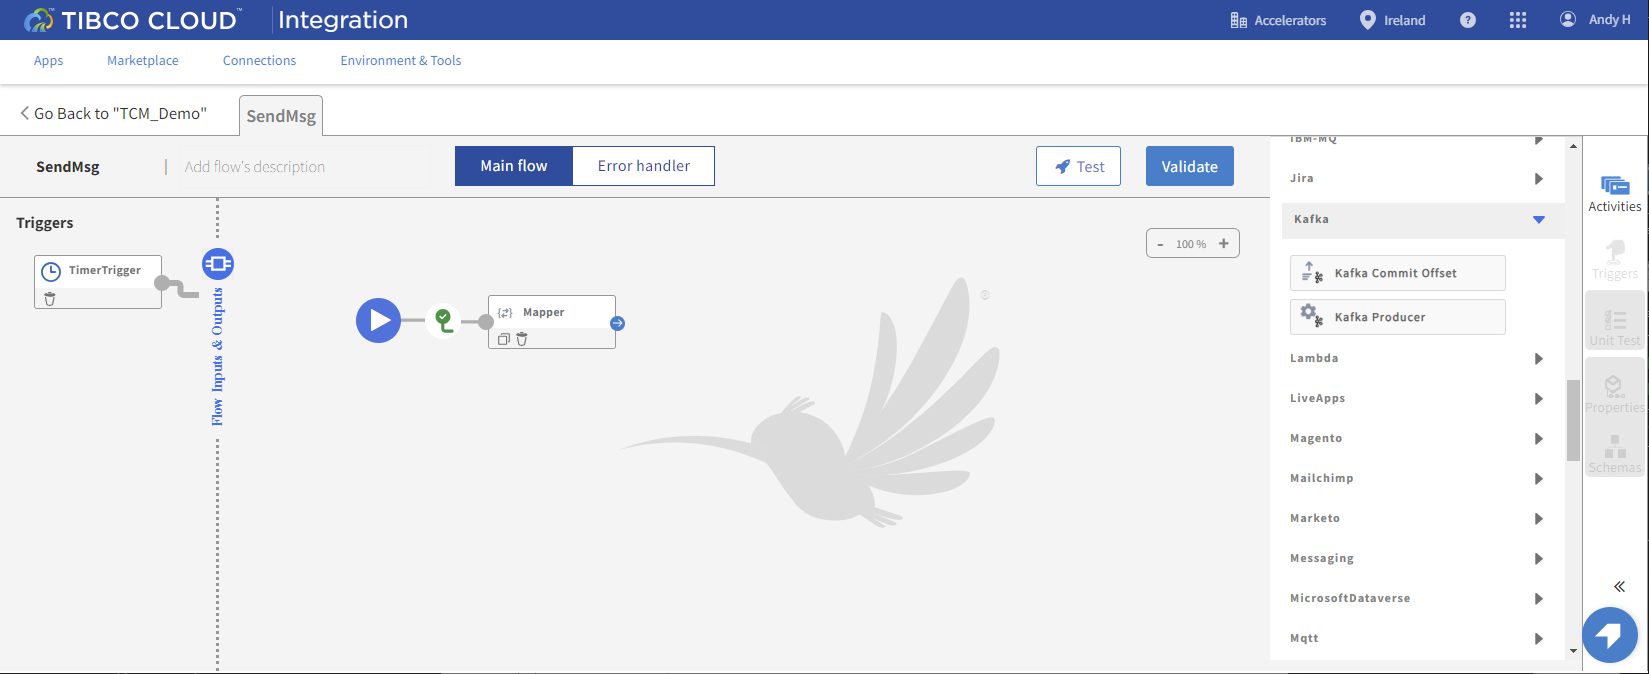 TIBCO CLOUD™ Integration
Accelerators
Ireland
?
Andy H
Apps
Marketplace
Connections
Environment & Tools
Go Back to "TCM_Demo"
SendMsg
SendMsg
Add flow's description
Main flow
Error handler
Test
Validate
Triggers
TimerTrigger
Flow Inputs & Outputs
Mapper
- 100 % +
®
IBM-MQ
Jira
Kafka
Kafka Commit Offset
Kafka Producer
Lambda
LiveApps
Magento
Mailchimp
Marketo
Messaging
MicrosoftDataverse
Mqtt
Activities
Triggers
Unit Test
Properties
Schemas